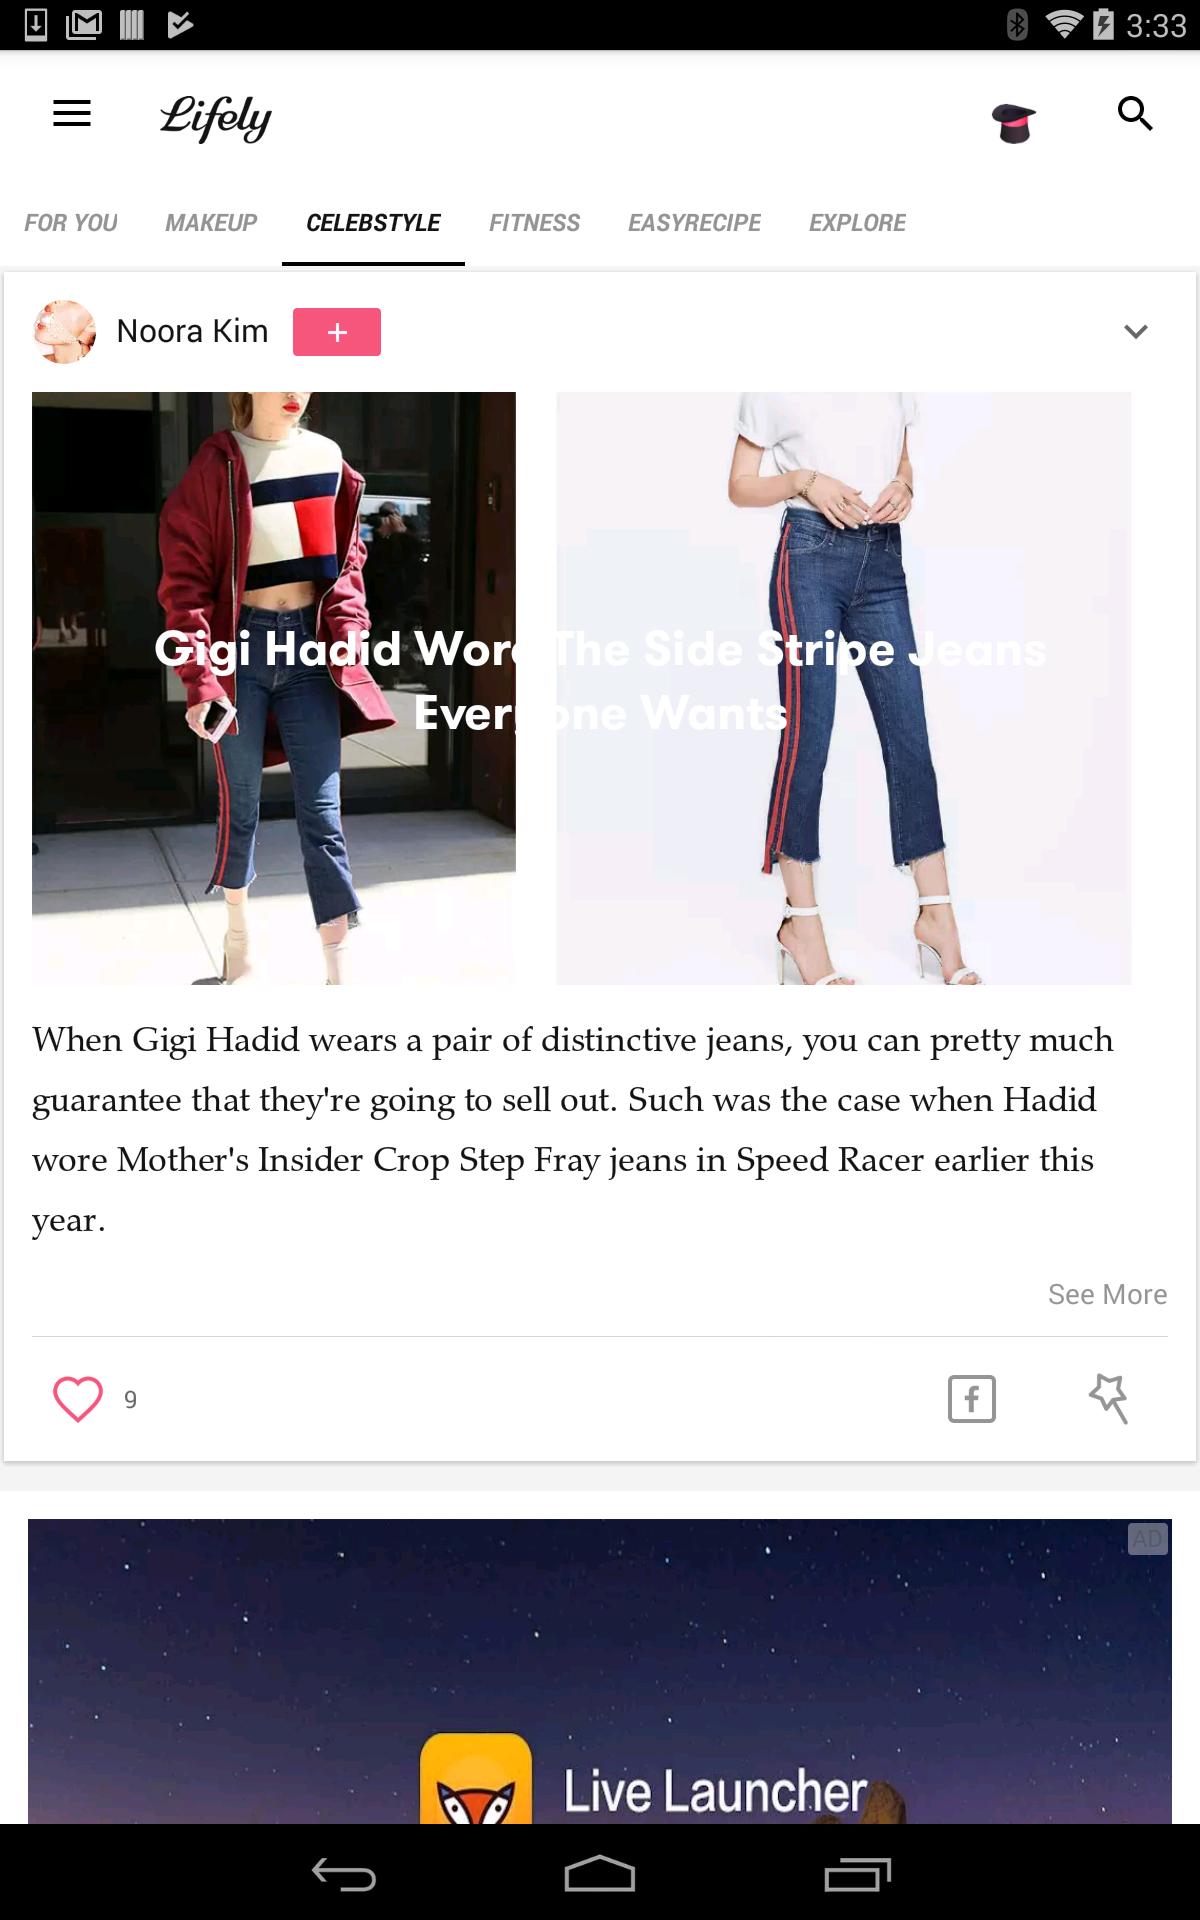 3:33
Lifely
FOR YOU MAKEUP CELEBSTYLE FITNESS EASYRECIPE EXPLORE
Noora Kim +
Gigi Hadid Wore The Side Stripe Jeans
Everyone Wants
When Gigi Hadid wears a pair of distinctive jeans, you can pretty much
guarantee that they're going to sell out. Such was the case when Hadid
wore Mother's Insider Crop Step Fray jeans in Speed Racer earlier this
year.
See More
9
AD
Live Launcher